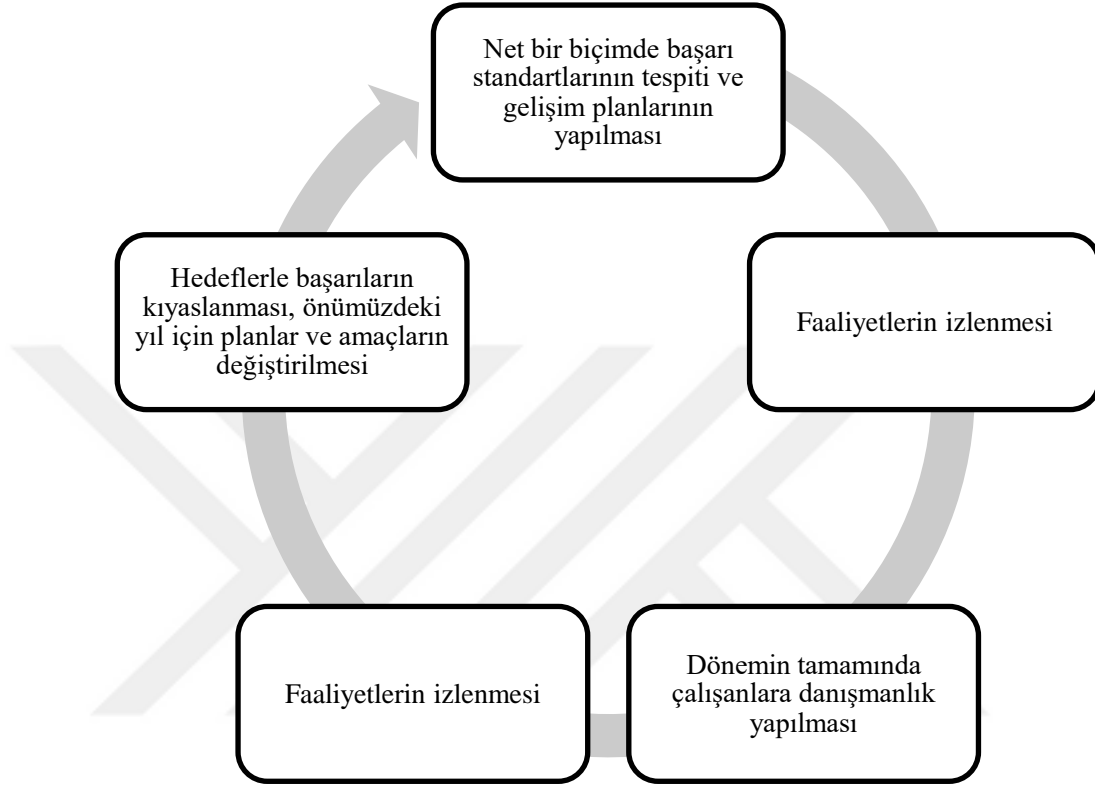 Net bir biçimde başarı
standartlarının tespiti ve
gelişim planlarının
yapılması
Faaliyetlerin izlenmesi
Dönemin tamamında
çalışanlara danışmanlık
yapılması
Faaliyetlerin izlenmesi
Hedeflerle başarıların
kıyaslanması, önümüzdeki
yıl için planlar ve amaçların
değiştirilmesi